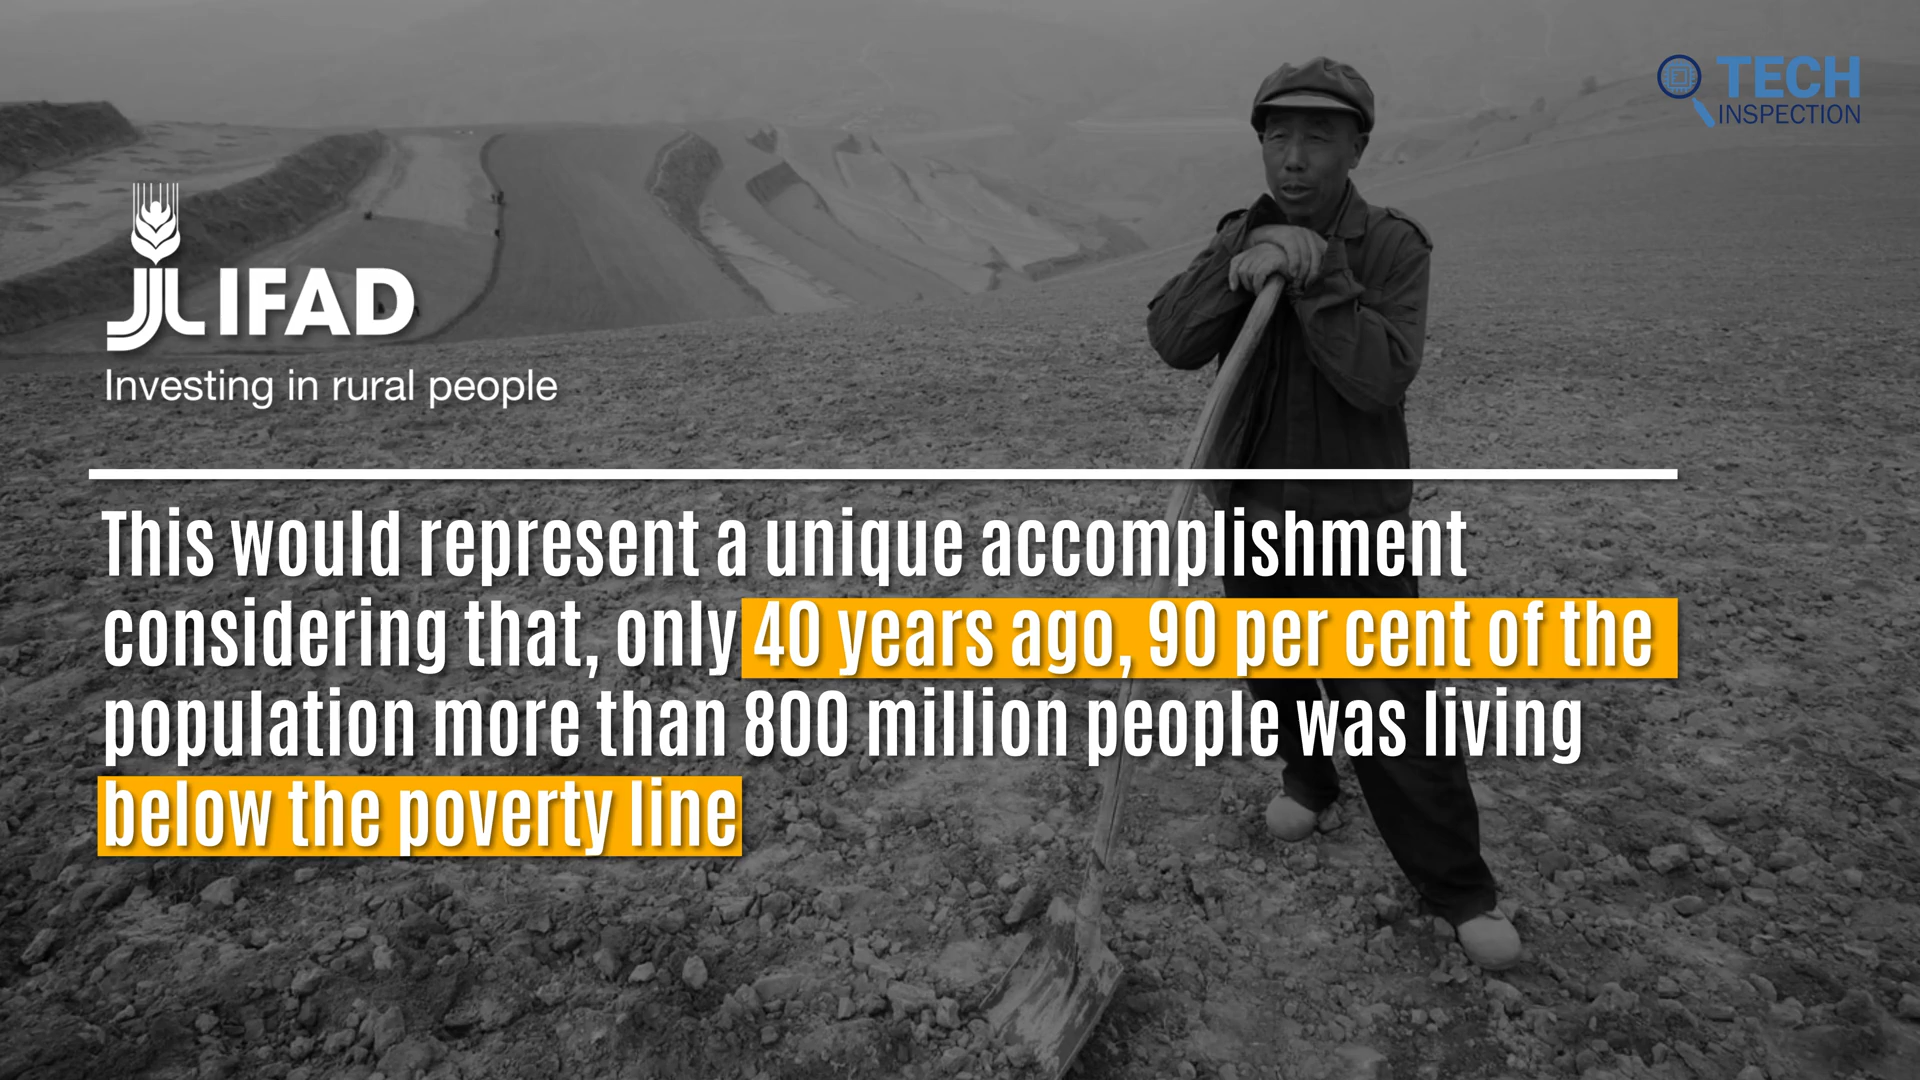 TECH
INSPECTION
IFAD
Investing in rural people
This would represent a unique accomplishment
considering that, only 40 years ago, 90 per cent of the
population more than 800 million people was living
below the poverty line